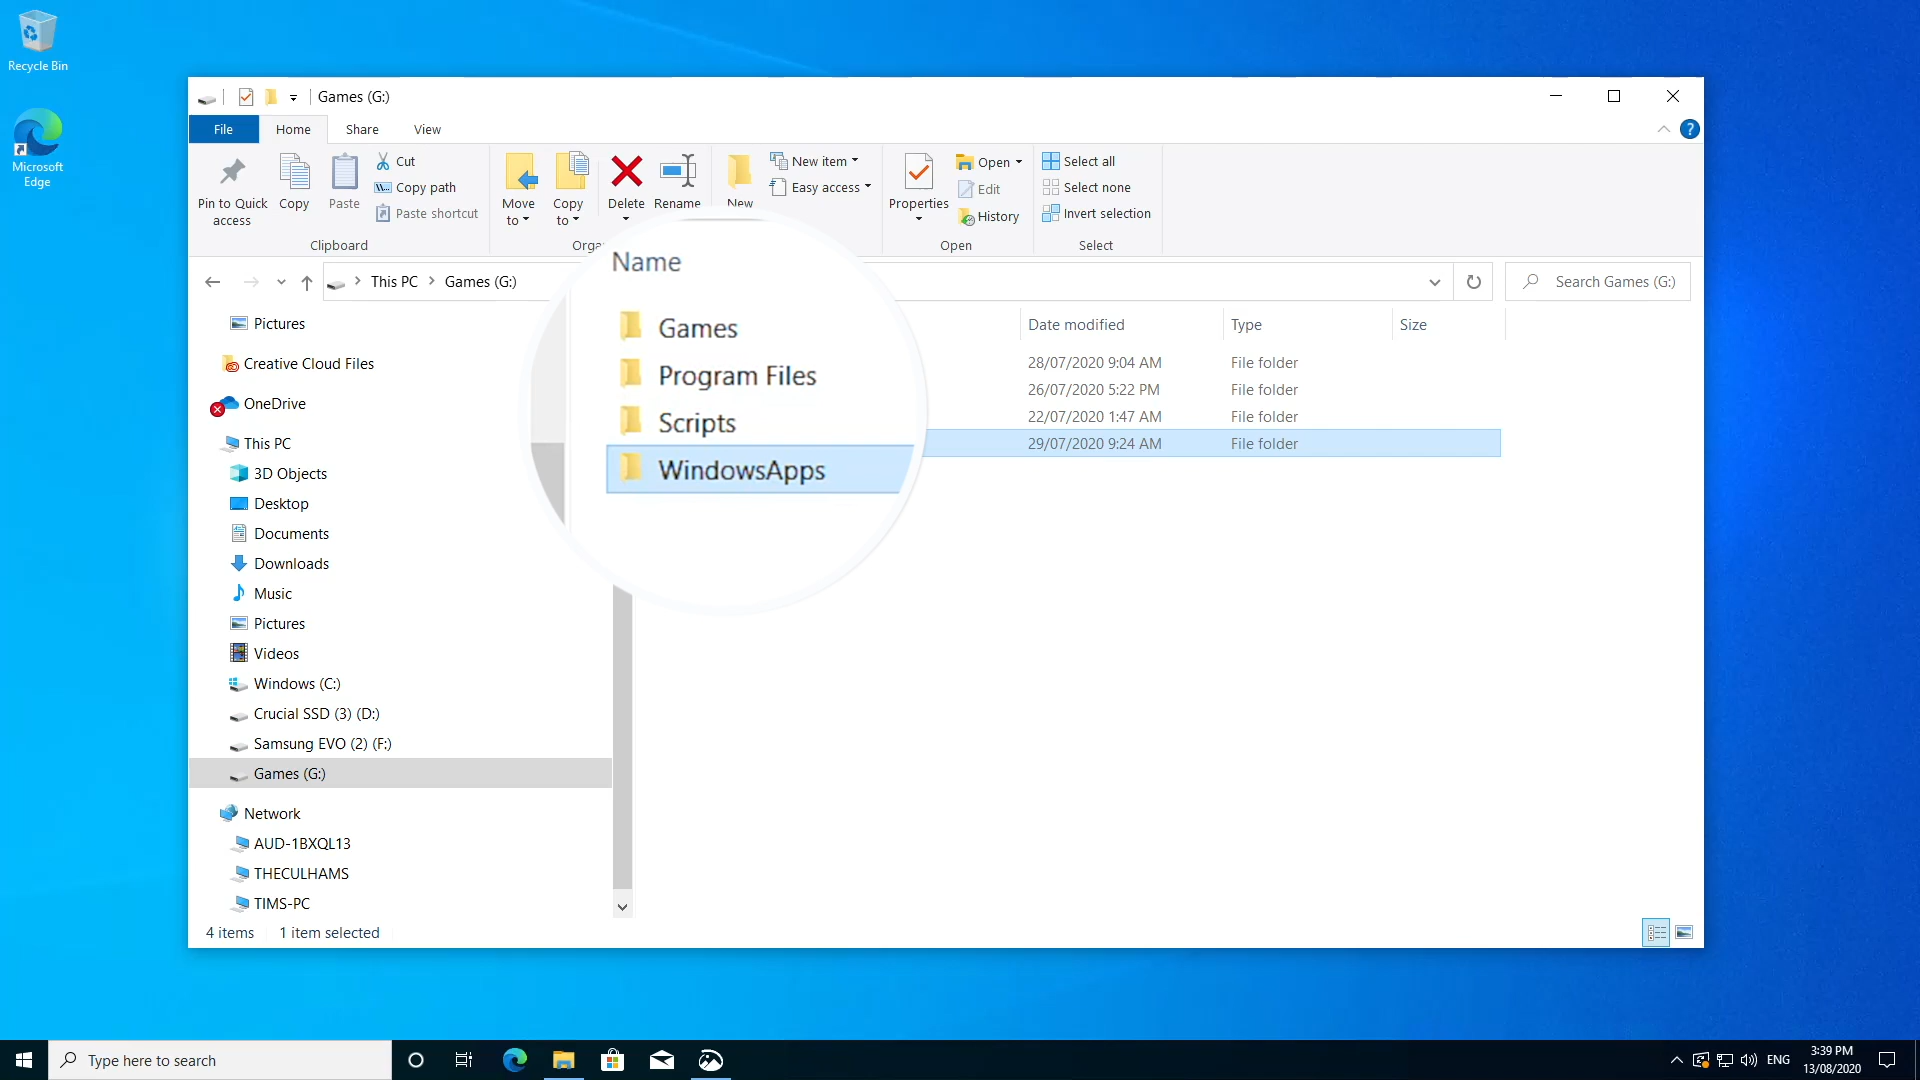 Recycle Bin
Microsoft
Edge
Games (G:)
File
Home
Share
View
?
Pin to Quick
access
Copy
Paste
Cut
Copy path
Paste shortcut
Clipboard
Move
to
Copy
to
Delete
Rename
New
New item
Easy access
Properties
Open
Edit
History
Open
Select all
Select none
Invert selection
Select
This PC
Games (G:)
Search Games (G:)
Name
Date modified
Type
Size
Games
28/07/2020 9:04 AM
File folder
Program Files
26/07/2020 5:22 PM
File folder
Scripts
22/07/2020 1:47 AM
File folder
WindowsApps
29/07/2020 9:24 AM
File folder
Pictures
Creative Cloud Files
OneDrive
This PC
3D Objects
Desktop
Documents
Downloads
Music
Pictures
Videos
Windows (C:)
Crucial SSD (3) (D:)
Samsung EVO (2) (F:)
Games (G:)
Network
AUD-1BXQL13
THECULHAMS
TIMS-PC
4 items
1 item selected
Type here to search
ENG
3:39 PM
13/08/2020